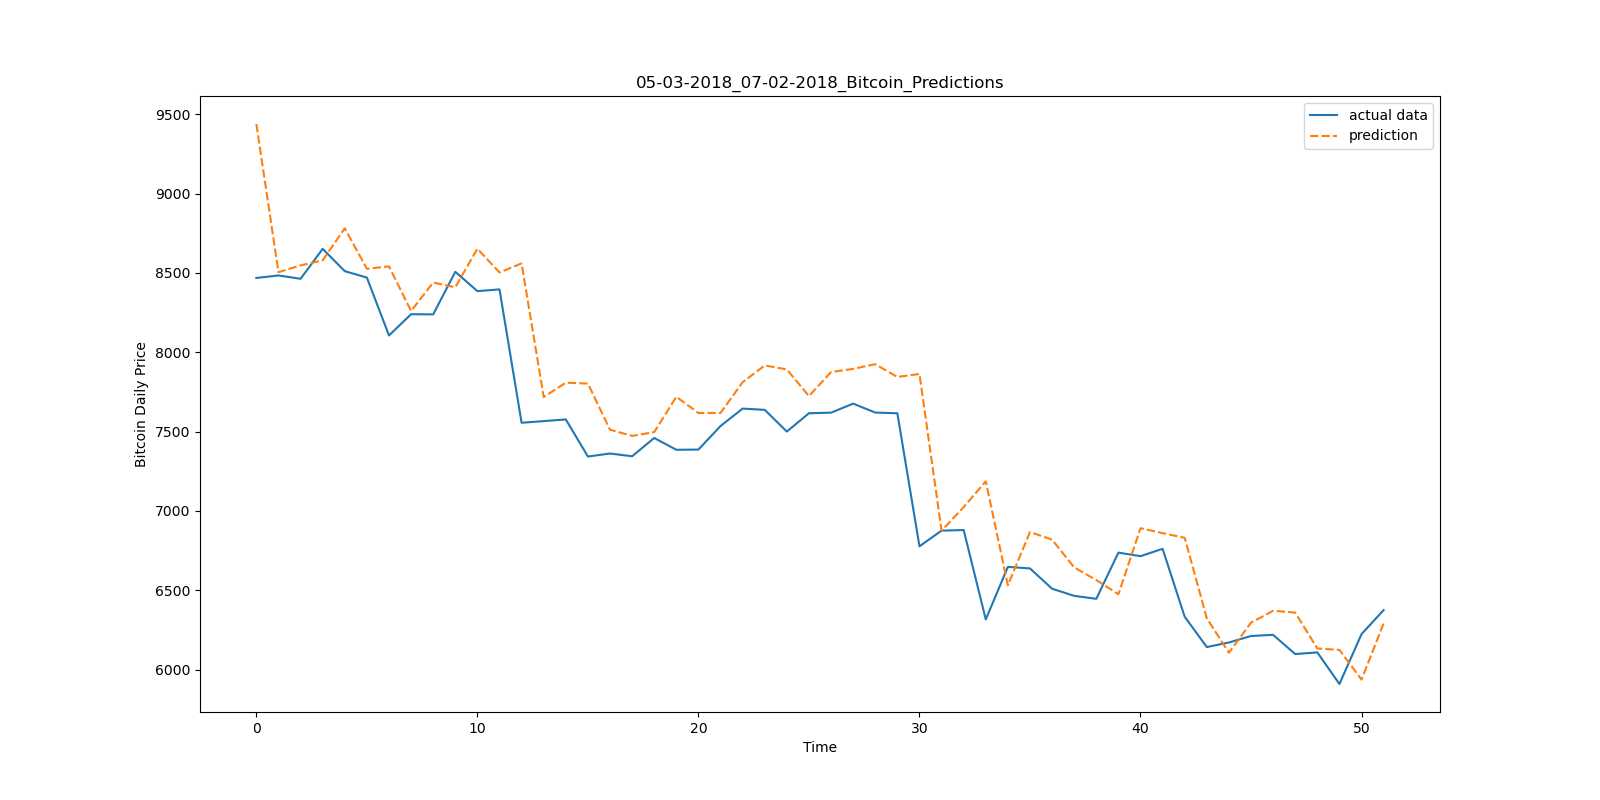 05-03-2018_07-02-2018_Bitcoin_Predictions
actual data
prediction
Bitcoin Daily Price
9500
9000
8500
8000
7500
7000
6500
6000
0 10 20 30 40 50
Time